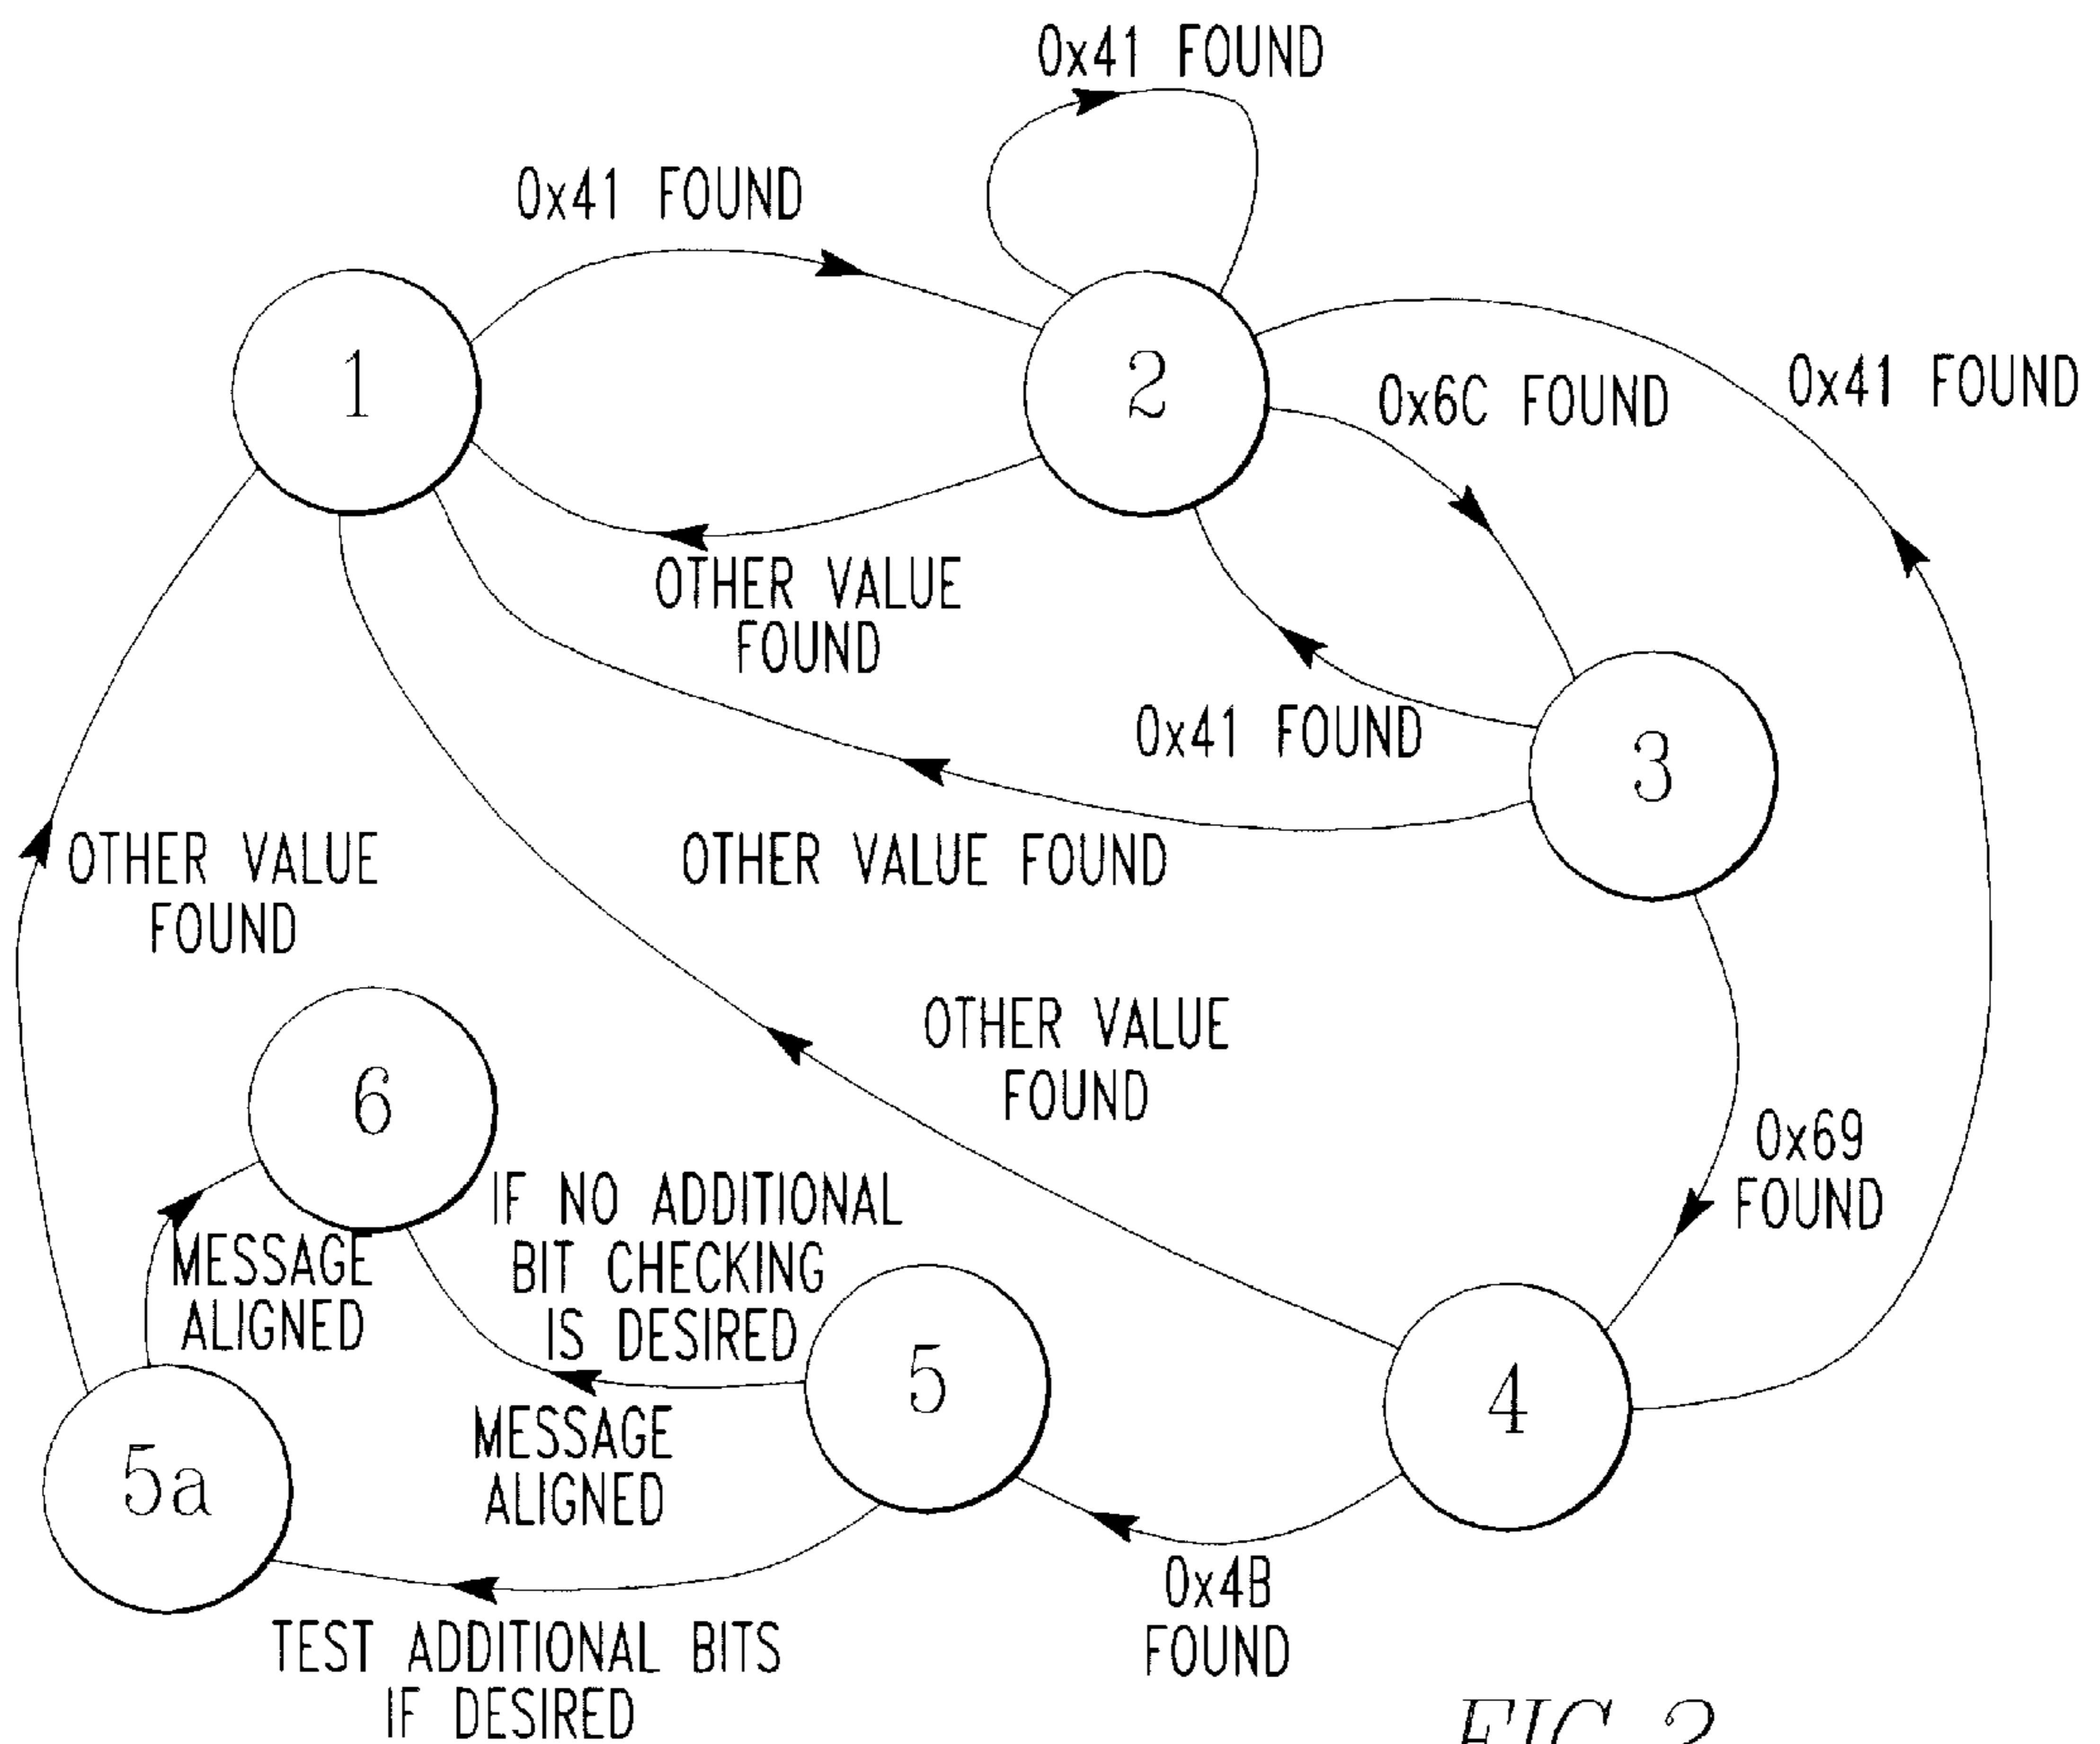 0x41 FOUND
0x41 FOUND
1
2
0x6C FOUND
0x41 FOUND
OTHER VALUE
FOUND
0x41 FOUND
3
OTHER VALUE FOUND
OTHER VALUE
FOUND
OTHER VALUE
FOUND
6
0x69
FOUND
IF NO ADDITIONAL
BIT CHECKING
IS DESIRED
MESSAGE
ALIGNED
5
4
MESSAGE
ALIGNED
5a
0x4B
FOUND
TEST ADDITIONAL BITS
IF DESIRED